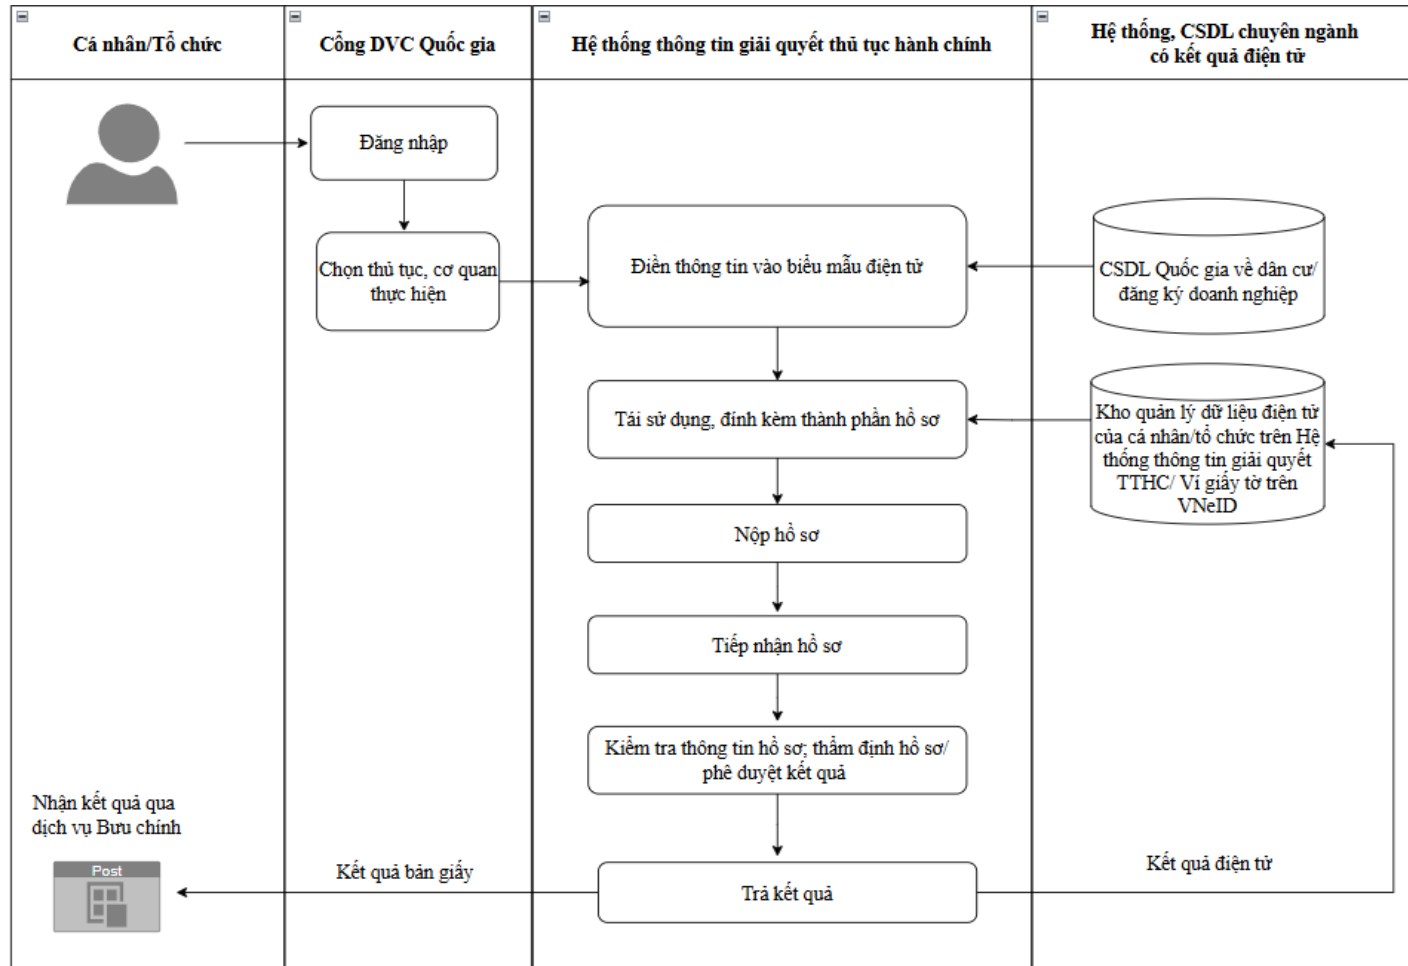 Cá nhân/Tổ chức
Cổng DVC Quốc gia
Hệ thống thông tin giải quyết thủ tục hành chính
Hệ thống, CSDL chuyên ngành
có kết quả điện tử
Đăng nhập
Chọn thủ tục, cơ quan
thực hiện
Điền thông tin vào biểu mẫu điện tử
CSDL Quốc gia về dân cư/
đăng ký doanh nghiệp
Tái sử dụng, đính kèm thành phần hồ sơ
Kho quản lý dữ liệu điện tử
của cá nhân/tổ chức trên Hệ
thống thông tin giải quyết
TTHC/ Ví giấy tờ trên
VNeID
Nộp hồ sơ
Tiếp nhận hồ sơ
Kiểm tra thông tin hồ sơ; thẩm định hồ sơ/
phê duyệt kết quả
Nhận kết quả qua
dịch vụ Bưu chính
Post
Kết quả bản giấy
Trả kết quả
Kết quả điện tử